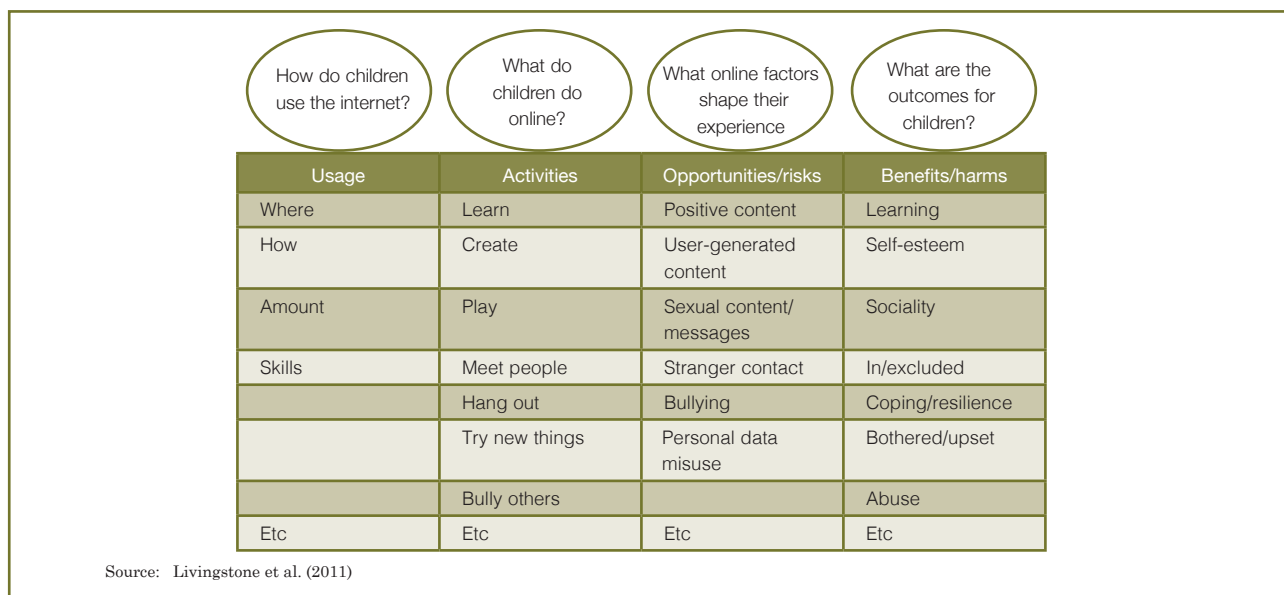 How do children
use the internet?
What do
children do
online?
What online factors
shape their
experience
What are the
outcomes for
children?
Usage Activities Opportunities/risks Benefits/harms
Where Learn Positive content Learning
How Create User-generated
content Self-esteem
Amount Play Sexual content/
messages Sociality
Skills Meet people Stranger contact In/excluded
Hang out Bullying Coping/resilience
Try new things Personal data
misuse Bothered/upset
Bully others Abuse
Etc Etc Etc Etc
Source: Livingstone et al. (2011)